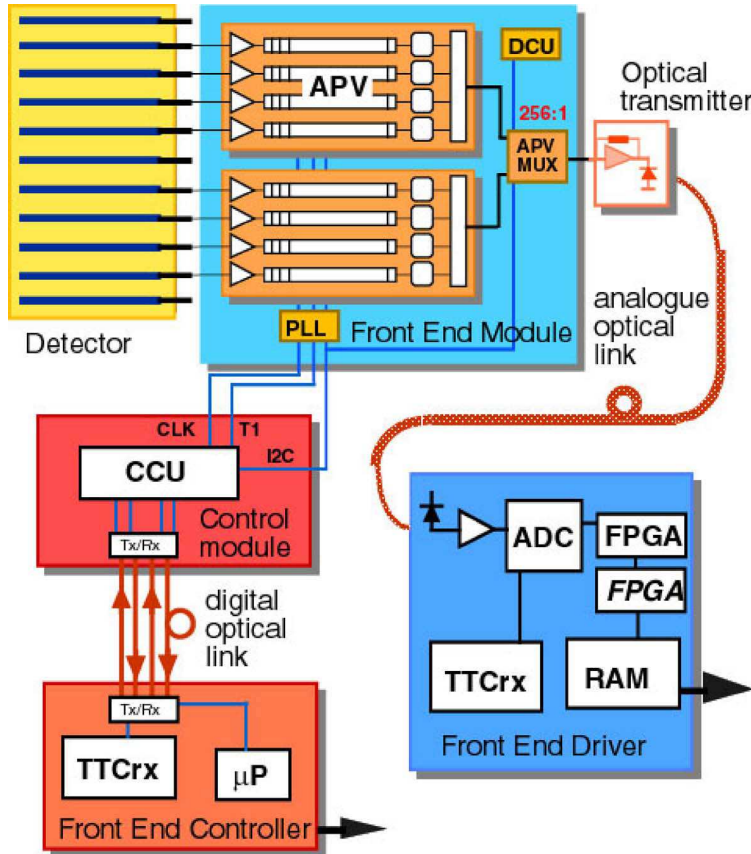 DCU
APV
256:1
APV
MUX
Optical
transmitter
PLL
Front End Module
Detector
analogue
optical
link
CLK
T1
I2C
CCU
Control
module
Tx/Rx
digital
optical
link
ADC
FPGA
FPGA
TTCrx
RAM
Front End Driver
Tx/Rx
TTCrx
μP
Front End Controller